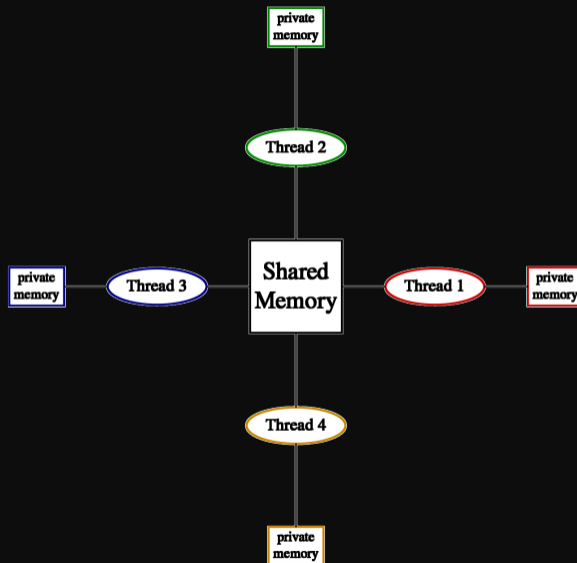 private
memory
Thread 2
Shared
Memory
private
memory
Thread 3
Thread 1
private
memory
Thread 4
private
memory